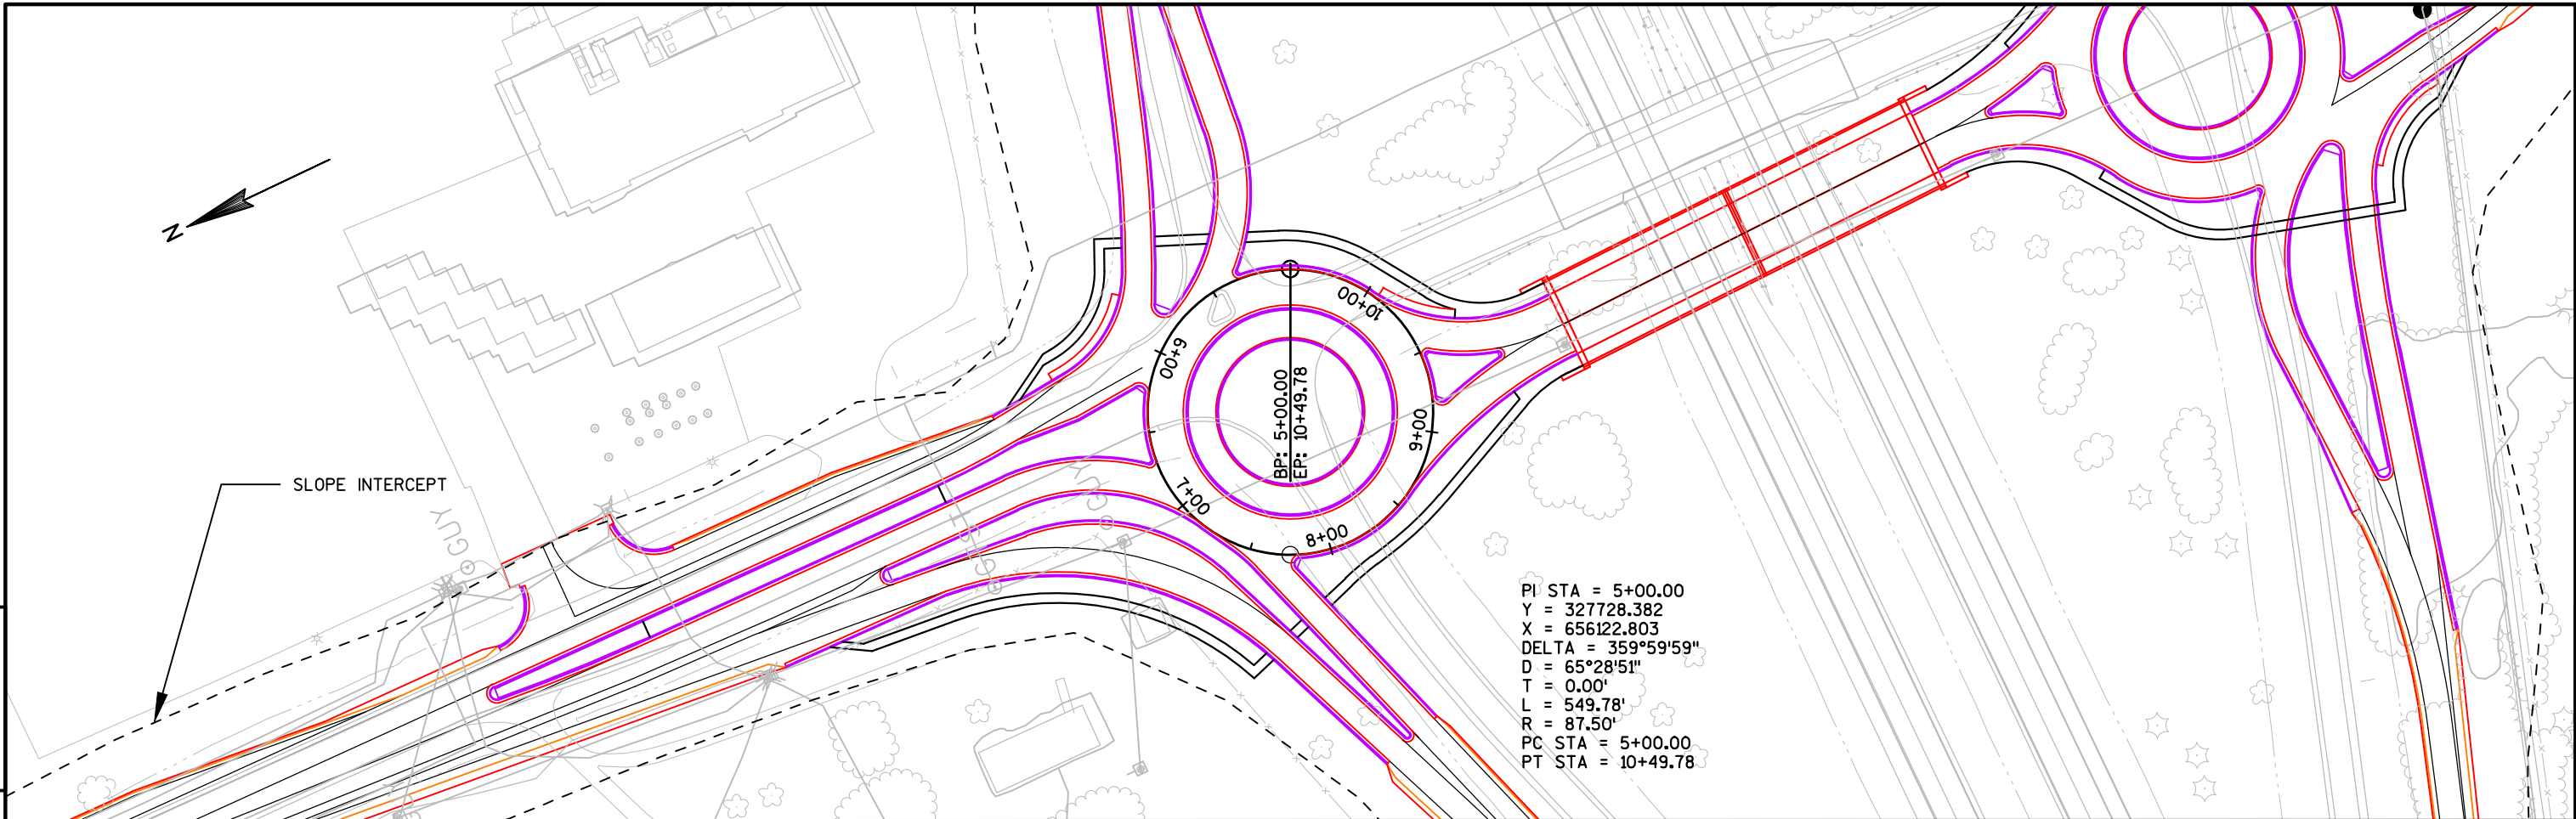 N
SLOPE INTERCEPT
GUY
GUY
BP: 5+00.00
EP: 10+49.78
6+00
7+00
8+00
9+00
10+00
PI STA = 5+00.00
Y = 327728.382
X = 656122.803
DELTA = 359°59'59"
D = 65°28'51"
T = 0.00'
L = 549.78'
R = 87.50'
PC STA = 5+00.00
PT STA = 10+49.78